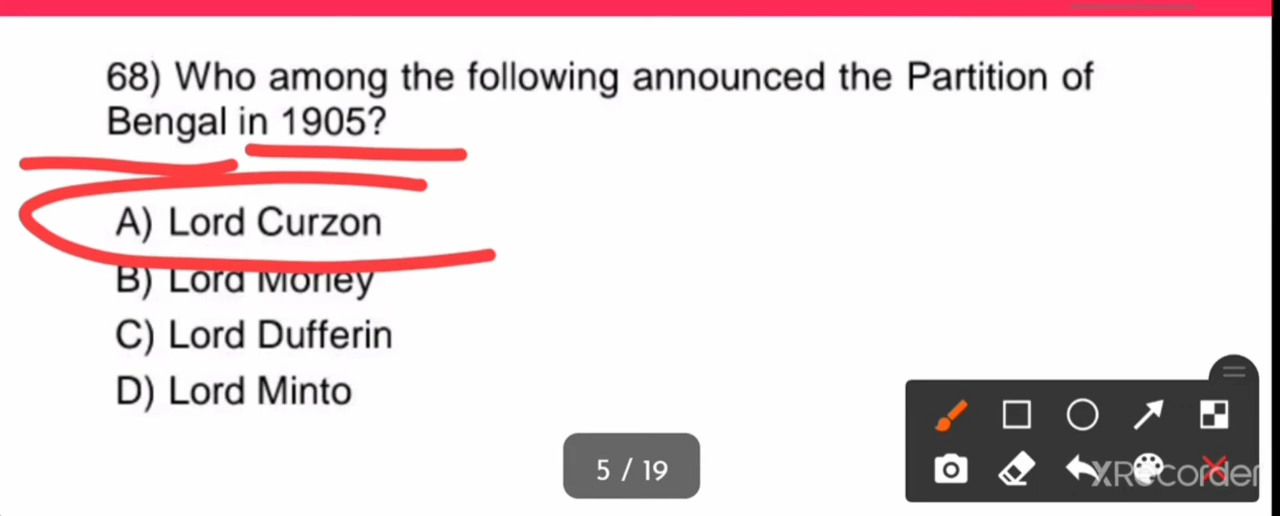 68) Who among the following announced the Partition of
Bengal in 1905?
A) Lord Curzon
B) Lord Morley
C) Lord Dufferin
D) Lord Minto
5 / 19
XRecorder